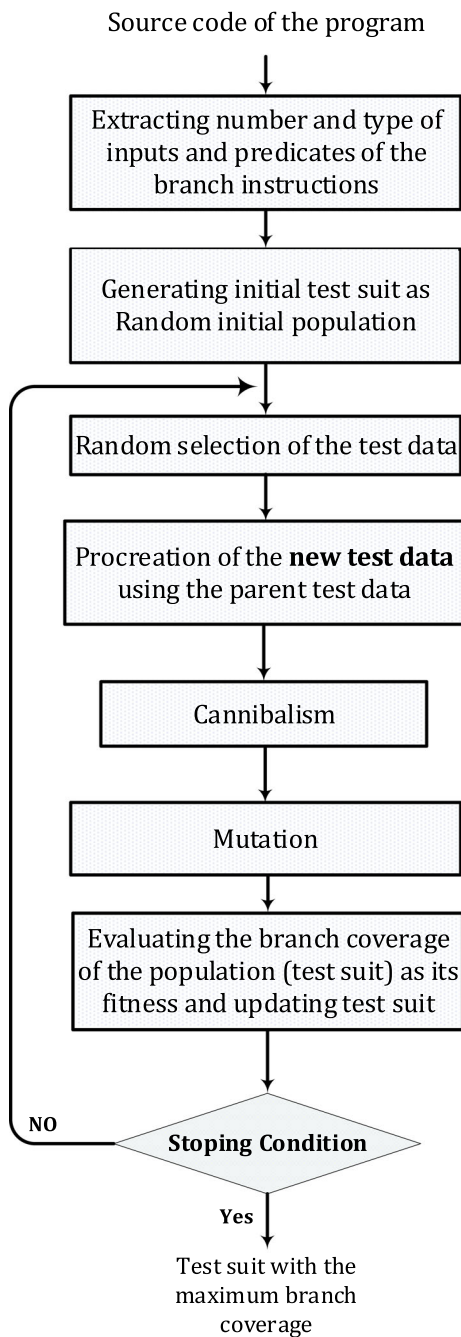 Source code of the program
Extracting number and type of
inputs and predicates of the
branch instructions
Generating initial test suit as
Random initial population
Random selection of the test data
Procreation of the new test data
using the parent test data
Cannibalism
Mutation
Evaluating the branch coverage
of the population (test suit) as its
fitness and updating test suit
Stoping Condition
NO
Yes
Test suit with the
maximum branch
coverage